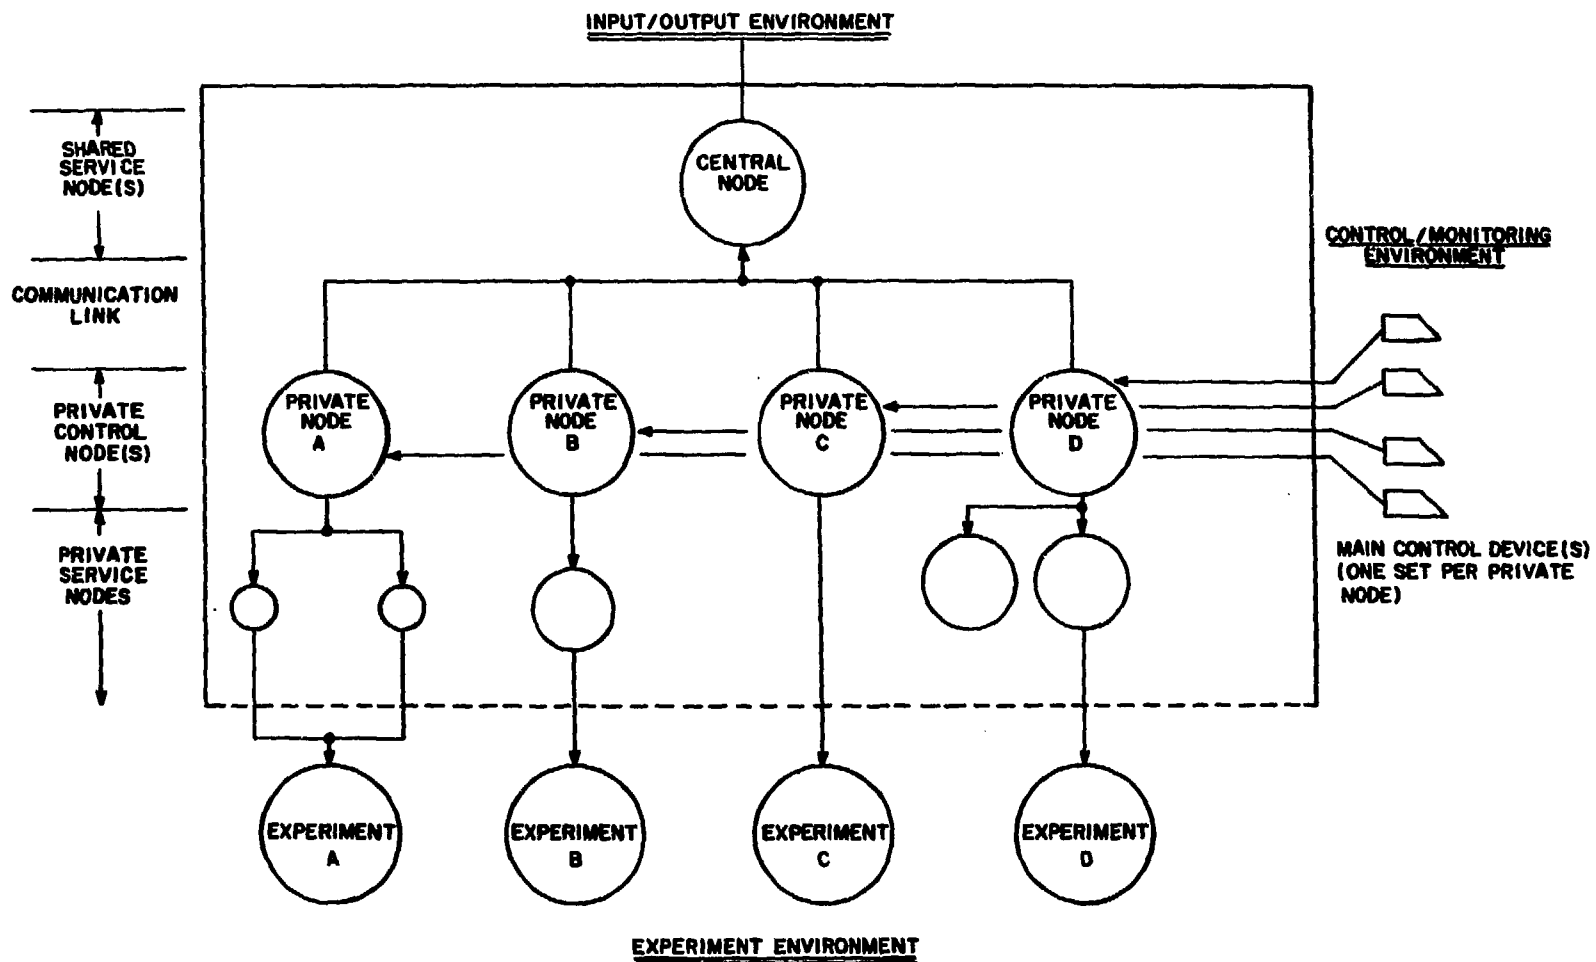 INPUT/OUTPUT ENVIRONMENT
SHARED
SERVICE
NODE(S)
CENTRAL
NODE
CONTROL/MONITORING
ENVIRONMENT
COMMUNICATION
LINK
PRIVATE
CONTROL
NODE(S)
PRIVATE
NODE
A
PRIVATE
NODE
B
PRIVATE
NODE
C
PRIVATE
NODE
D
PRIVATE
SERVICE
NODES
MAIN CONTROL DEVICE(S)
(ONE SET PER PRIVATE
NODE)
EXPERIMENT
A
EXPERIMENT
B
EXPERIMENT
C
EXPERIMENT
D
EXPERIMENT ENVIRONMENT